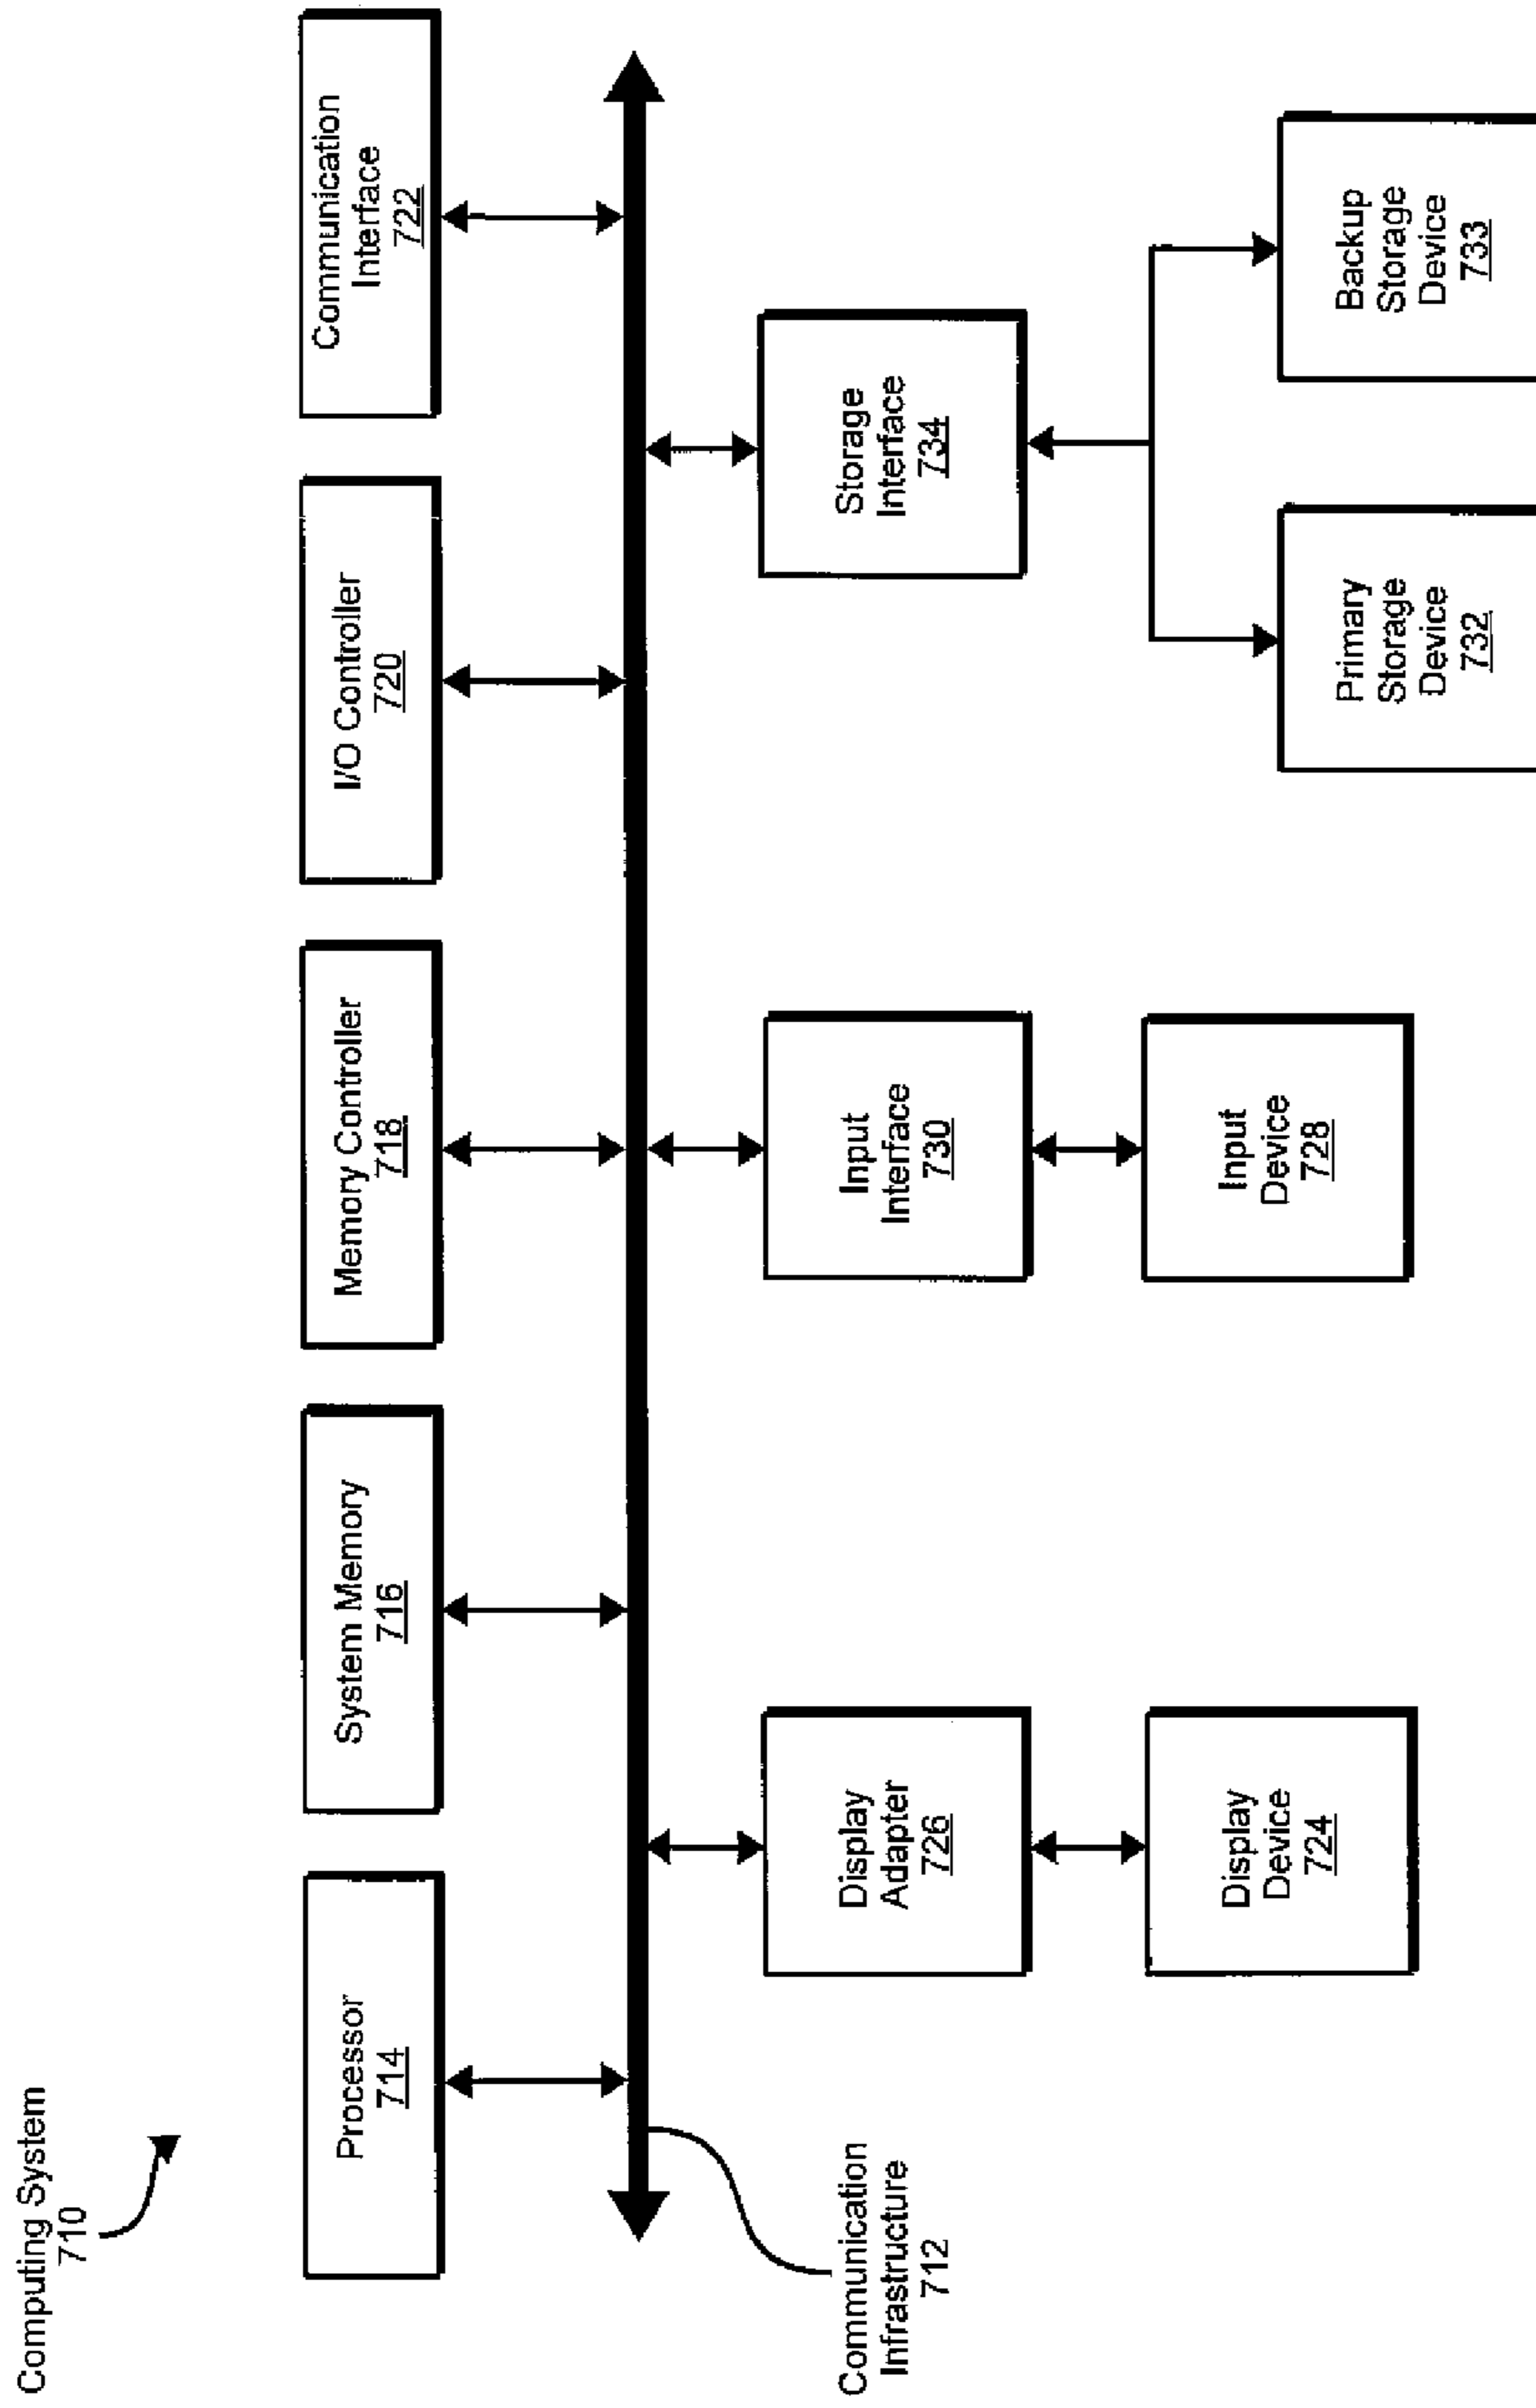 Computing System
710
Processor
714
System Memory
716
Memory Controller
718
I/O Controller
720
Communication
Interface
722
Communication
Infrastructure
712
Display
Adapter
726
Input
Interface
730
Storage
Interface
734
Display
Device
724
Input
Device
728
Primary
Storage
Device
732
Backup
Storage
Device
733